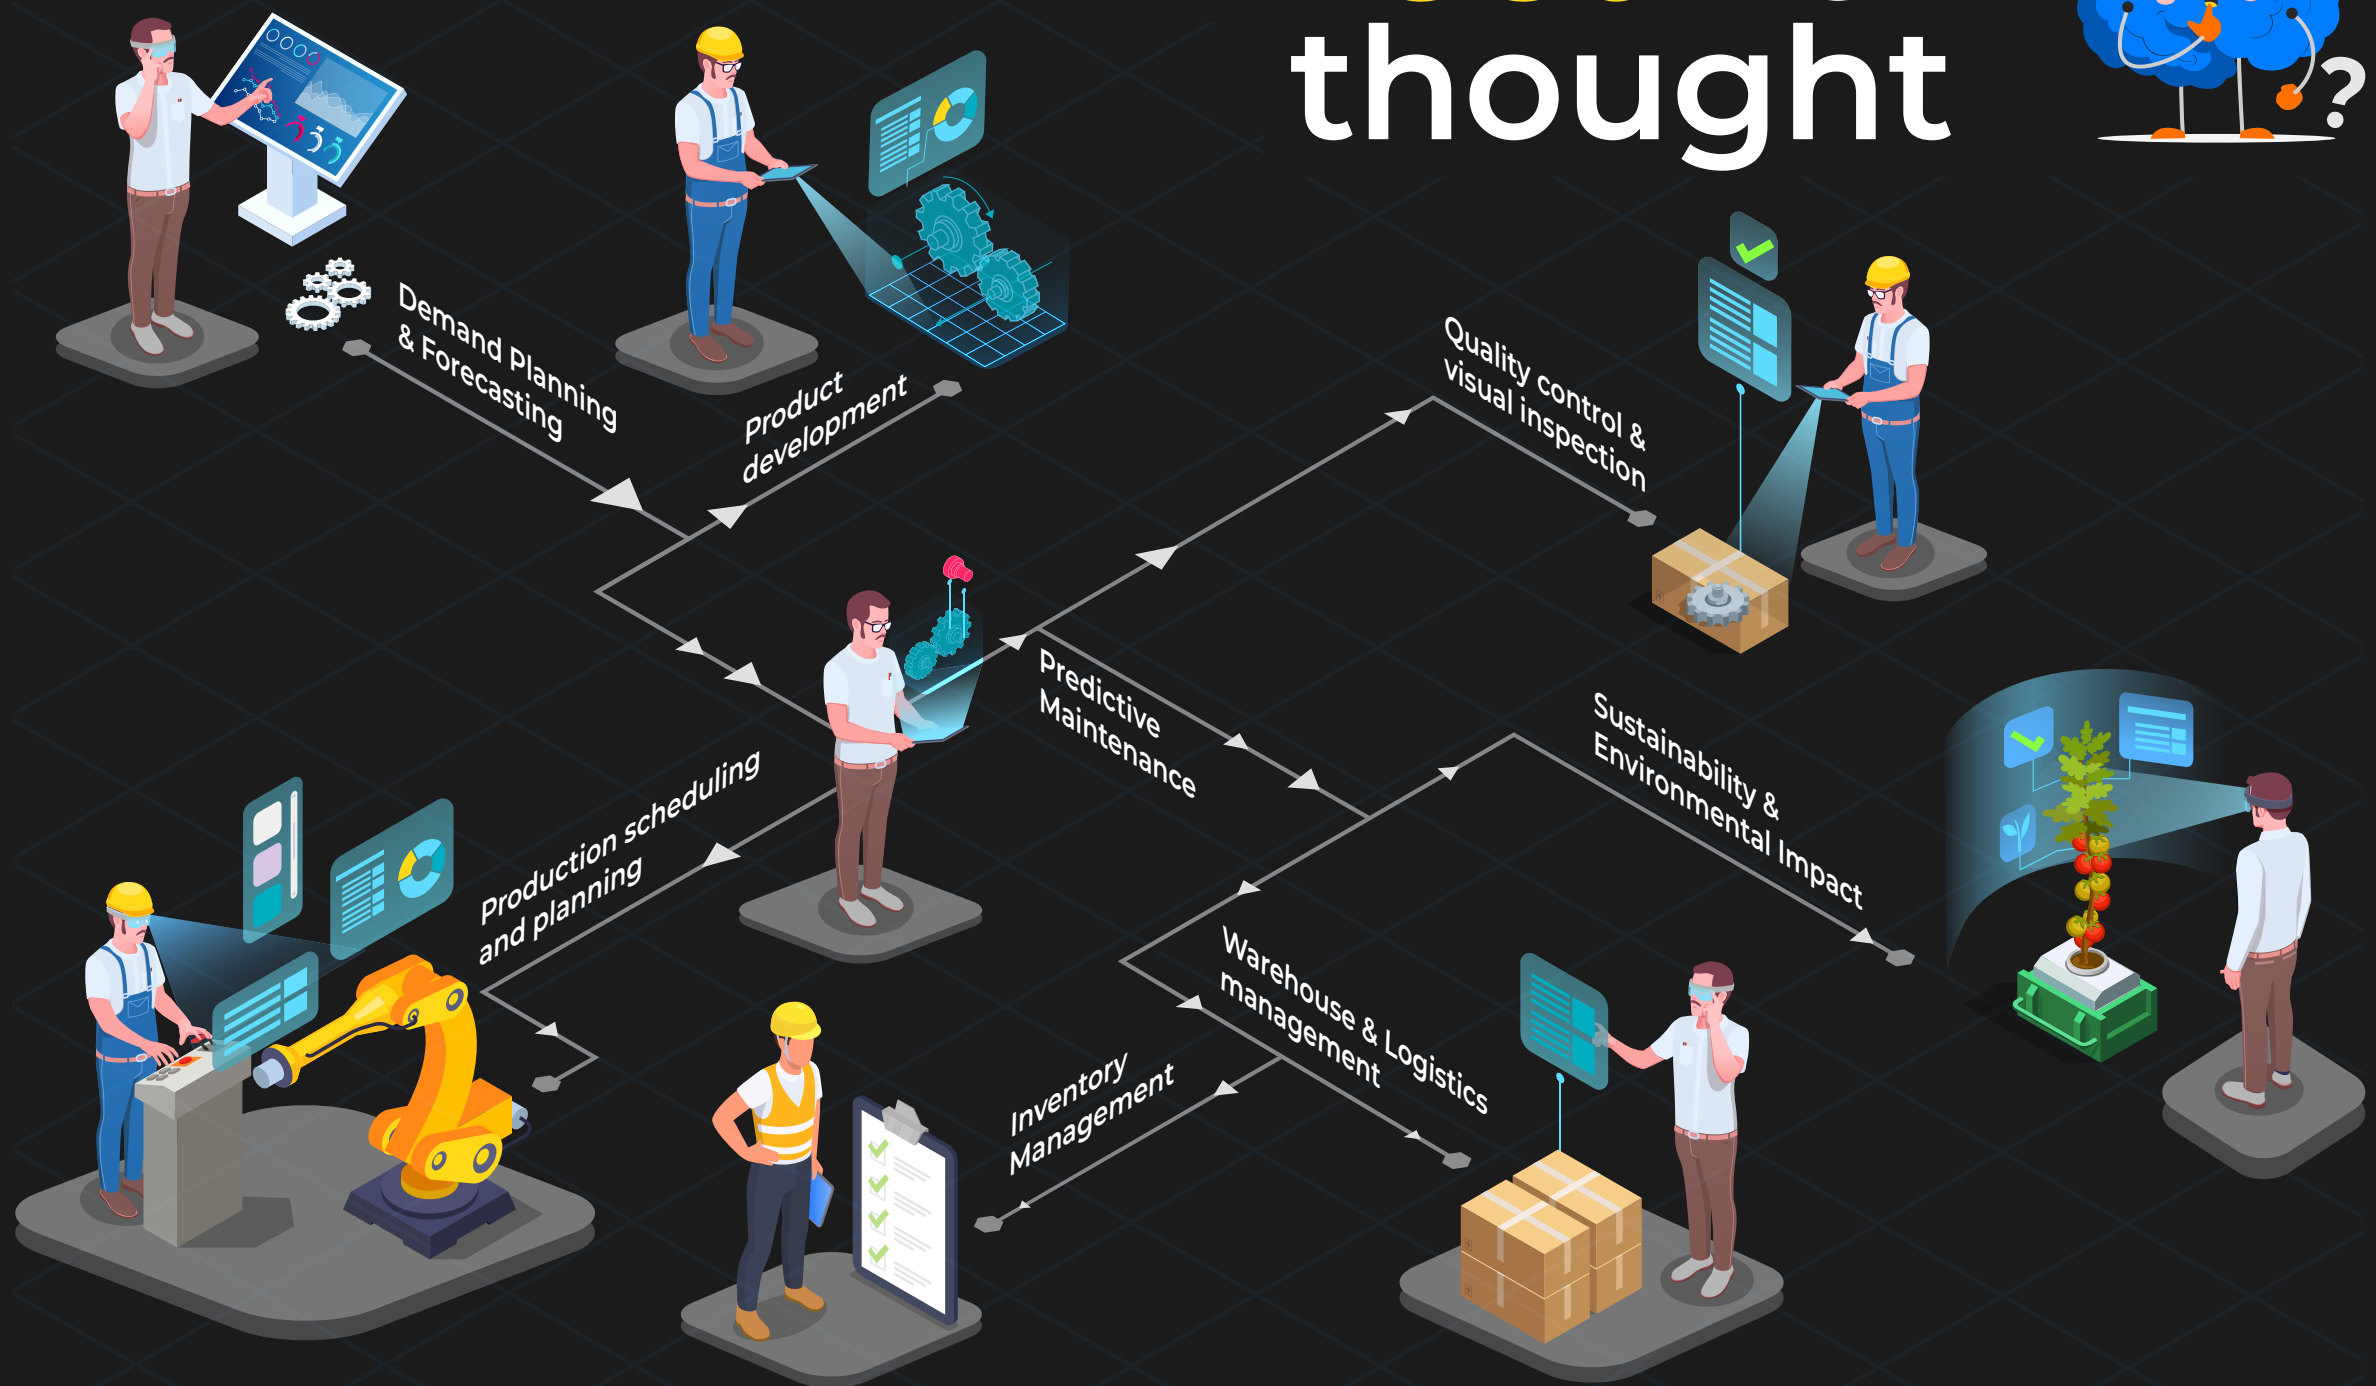 thought
?
Demand Planning
& Forecasting
Product
development
Quality control &
visual inspection
Predictive
Maintenance
Sustainability &
Environmental Impact
Production scheduling
and planning
Warehouse & Logistics
management
Inventory
Management